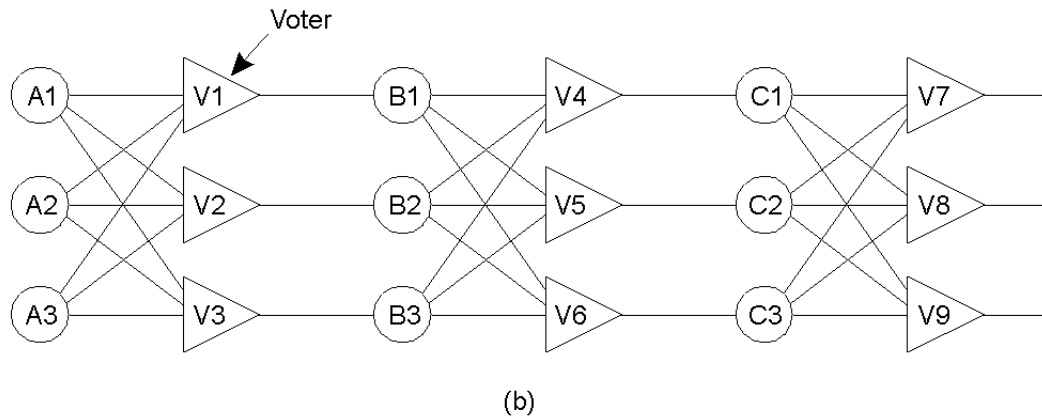 Voter
A1 V1 B1 V4 C1 V7
A2 V2 B2 V5 C2 V8
A3 V3 B3 V6 C3 V9
(b)